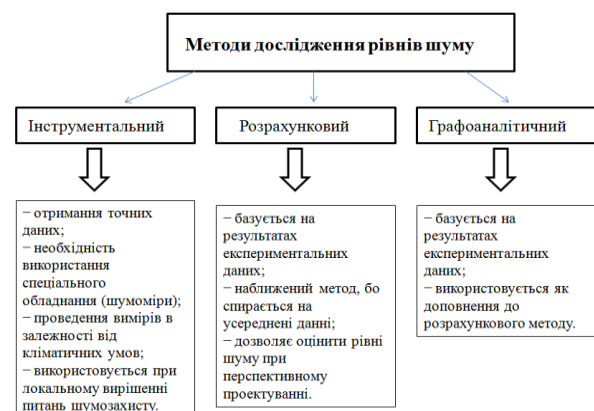 Методи дослідження рівнів шуму
Інструментальний
Розрахунковий
Графоаналітичний
− отримання точних
даних;
− необхідність
використання
спеціального
обладнання (шумоміри);
− проведення вимірів в
залежності від
кліматичних умов;
− використовується при
локальному вирішенні
питань шумозахисту.
− базується на
результатах
експериментальних
даних;
− наближений метод, бо
спирається на
усереднені данні;
− дозволяє оцінити рівні
шуму при
перспективному
проектуванні.
− базується на
результатах
експериментальних
даних;
− використовується як
доповнення до
розрахункового методу.